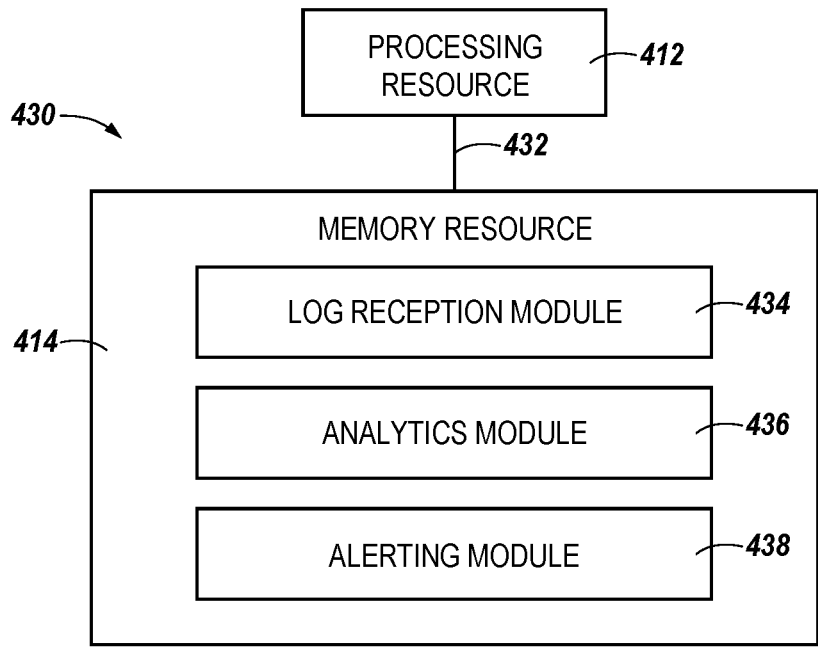 PROCESSING
RESOURCE
412
430
432
MEMORY RESOURCE
LOG RECEPTION MODULE
434
414
ANALYTICS MODULE
436
ALERTING MODULE
438